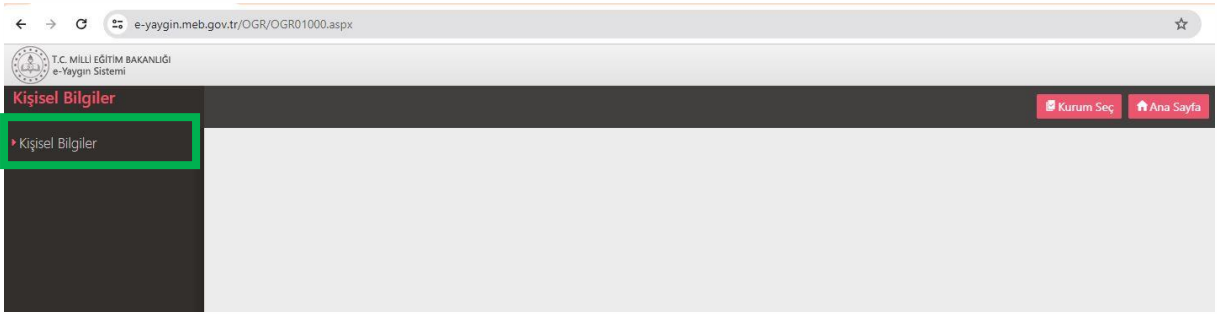 e-yaygin.meb.gov.tr/OGR/OGR01000.aspx
T.C. MİLLİ EĞİTİM BAKANLIĞI
e-Yaygın Sistemi
Kişisel Bilgiler
Kurum Seç
Ana Sayfa
Kişisel Bilgiler